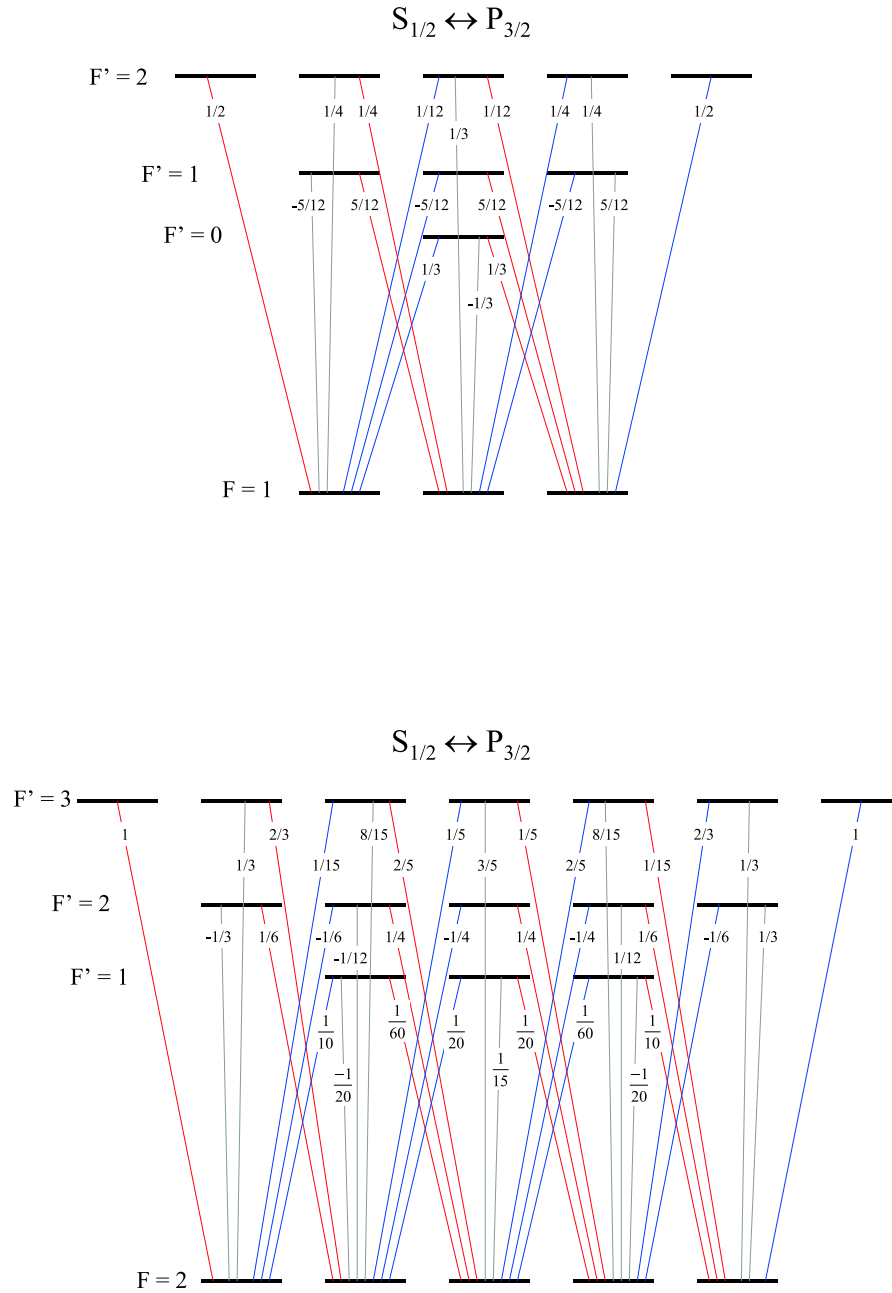 S1/2 ↔ P3/2
F’ = 2
1/2 1/4 1/4 1/12 1/12 1/4 1/4 1/2
1/3
F’ = 1
-5/12 5/12 -5/12 5/12 -5/12 5/12
F’ = 0
1/3 1/3
-1/3
F = 1
S1/2 ↔ P3/2
F’ = 3
1 2/3 8/15 1/5 1/5 8/15 2/3 1
1/3 1/15 2/5 3/5 2/5 1/15 1/3
F’ = 2
-1/3 1/6 -1/6 1/4 -1/4 1/4 -1/4 1/6 -1/6 1/3
-1/12 1/12
F’ = 1
1/10 1/60 1/20 1/20 1/60 1/10
-1/20 1/15 -1/20
F = 2